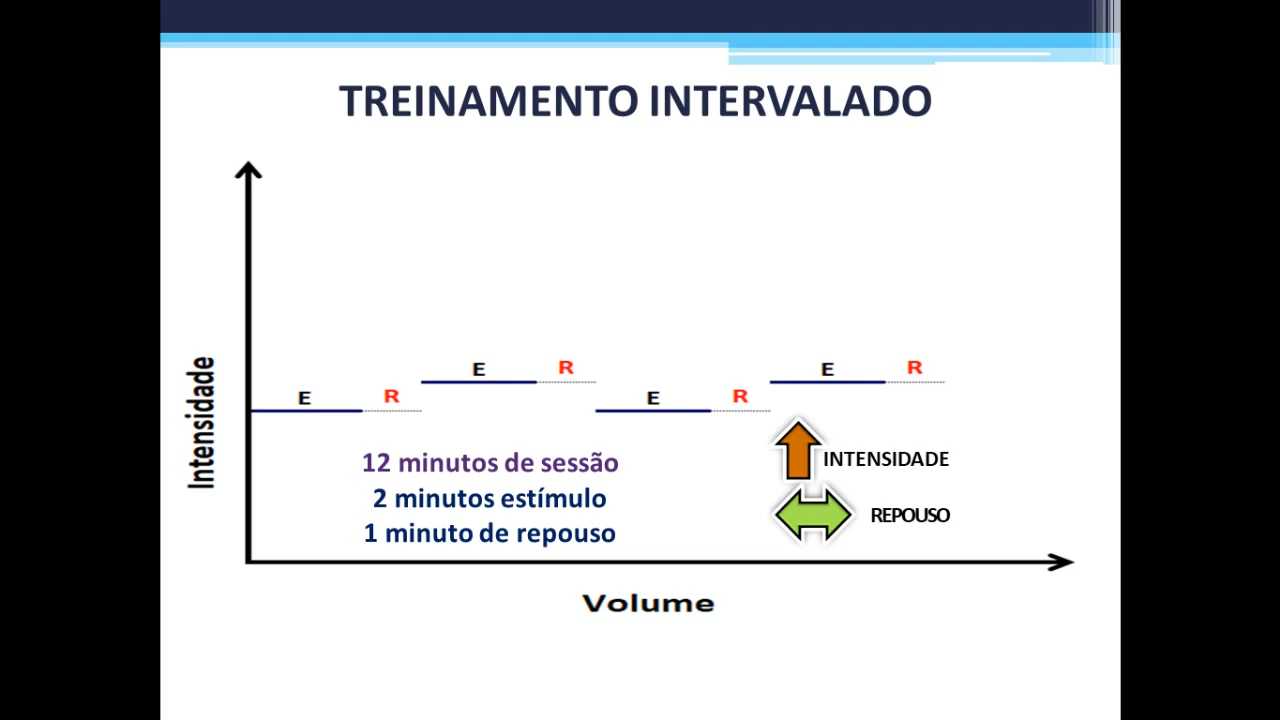 TREINAMENTO INTERVALADO
Intensidade
E R E R E R E R
12 minutos de sessão
2 minutos estímulo
1 minuto de repouso
INTENSIDADE
REPOUSO
Volume